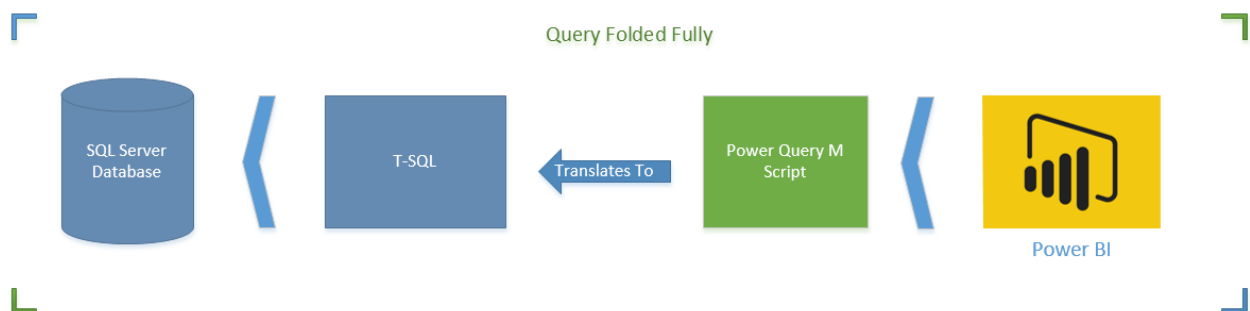 Query Folded Fully
SQL Server
Database
T-SQL
Translates To
Power Query M
Script
Power BI